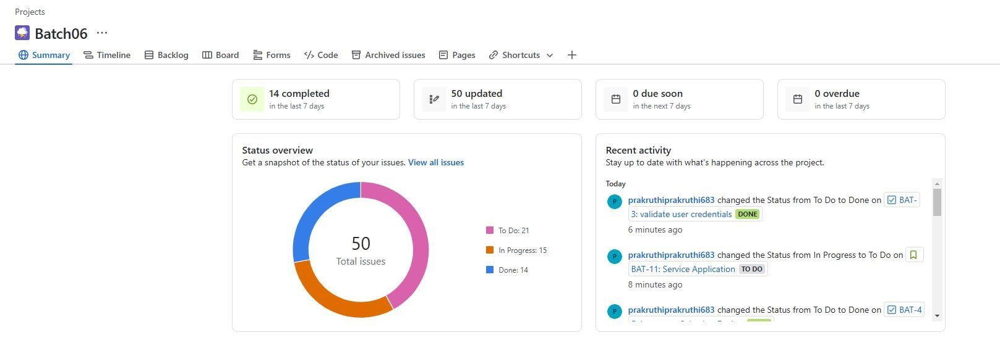 Projects
Batch06 ...
Summary Timeline Backlog Board Forms Code Archived issues Pages Shortcuts
14 completed
in the last 7 days
50 updated
in the last 7 days
0 due soon
in the next 7 days
0 overdue
in the last 7 days
Status overview
Get a snapshot of the status of your issues. View all issues
50
Total issues
To Do: 21
In Progress: 15
Done: 14
Recent activity
Stay up to date with what's happening across the project.
Today
P prakruthiprakruthi683 changed the Status from To Do to Done on BAT-
3: validate user credentials DONE
6 minutes ago
P prakruthiprakruthi683 changed the Status from In Progress to To Do on
BAT-11: Service Application TO DO
8 minutes ago
P prakruthiprakruthi683 changed the Status from To Do to Done on BAT-4